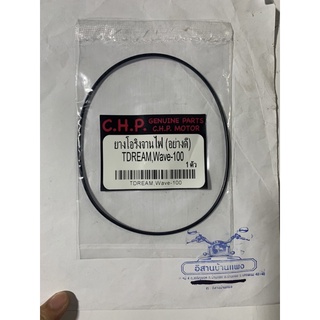 C.H.P.
GENUINE PARTS
C.H.P. MOTOR
ยางโอริงจานไฟ (อย่างดี)
TDREAM,Wave-100
1 ตัว
TDREAM,Wave-100
อีสานบ้านแพง